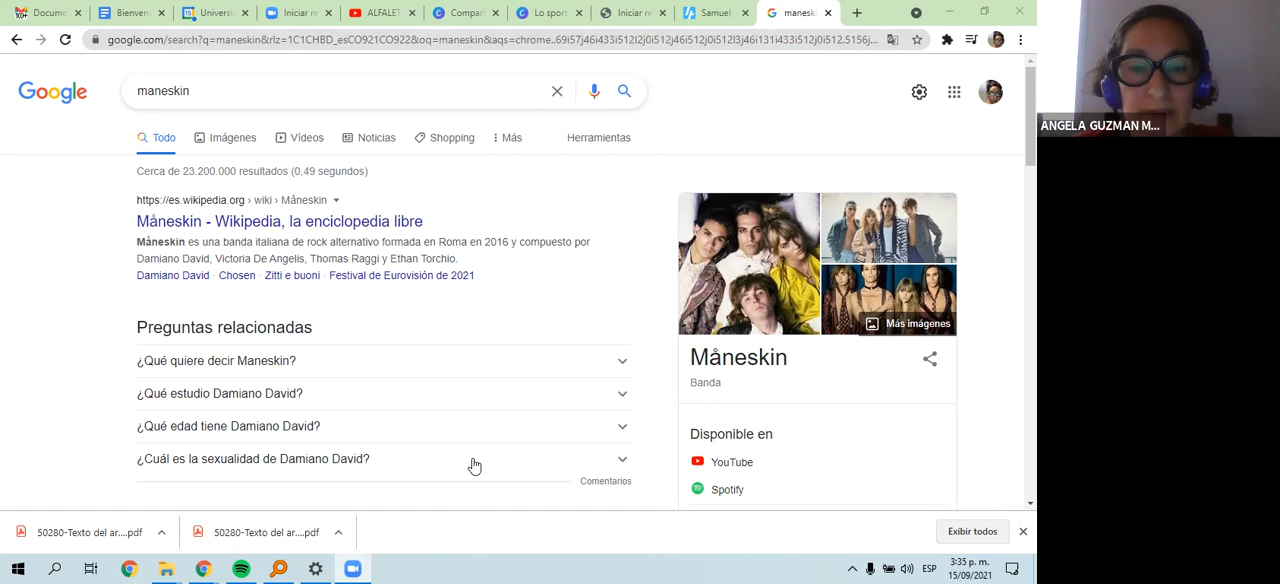 Docume
Bienveni
Universi
Iniciar re
ALFALET
Compart
Lo sport
Iniciar re
Samuel,
maneski
google.com/search?q=maneskin&rlz=1C1CHBD_esCO921CO922&oq=maneskin&aqs=chrome..69i57j46i433i512l2j0i512j46i512j0i512l3j46i131i433i512j0i512.5156j...
ANGELA GUZMAN M...
Google
maneskin
Todo
Imágenes
Vídeos
Noticias
Shopping
Más
Herramientas
Cerca de 23.200.000 resultados (0,49 segundos)
https://es.wikipedia.org › wiki › Måneskin
Måneskin - Wikipedia, la enciclopedia libre
Måneskin es una banda italiana de rock alternativo formada en Roma en 2016 y compuesto por
Damiano David, Victoria De Angelis, Thomas Raggi y Ethan Torchio.
Damiano David · Chosen · Zitti e buoni · Festival de Eurovisión de 2021
Preguntas relacionadas
¿Qué quiere decir Maneskin?
¿Qué estudio Damiano David?
¿Qué edad tiene Damiano David?
¿Cuál es la sexualidad de Damiano David?
Comentarios
Más imágenes
Måneskin
Banda
Disponible en
YouTube
Spotify
50280-Texto del ar....pdf
50280-Texto del ar....pdf
Exibir todos
ESP
3:35 p. m.
15/09/2021